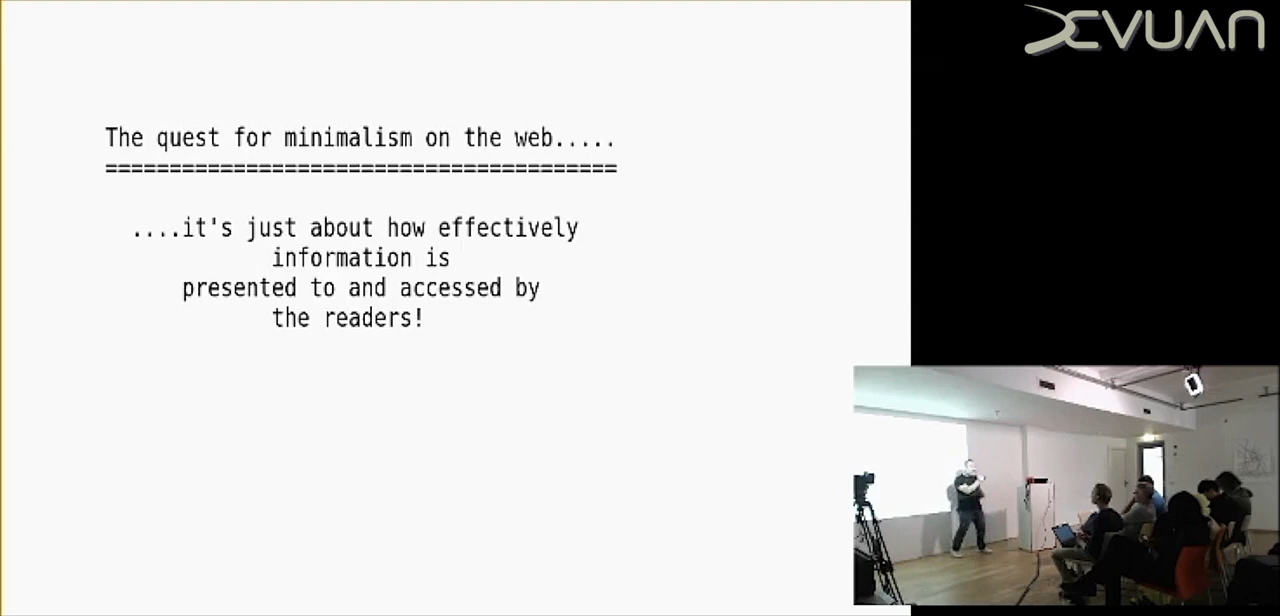 DEVUAN
The quest for minimalism on the web.....
========================================
....it's just about how effectively
information is
presented to and accessed by
the readers!